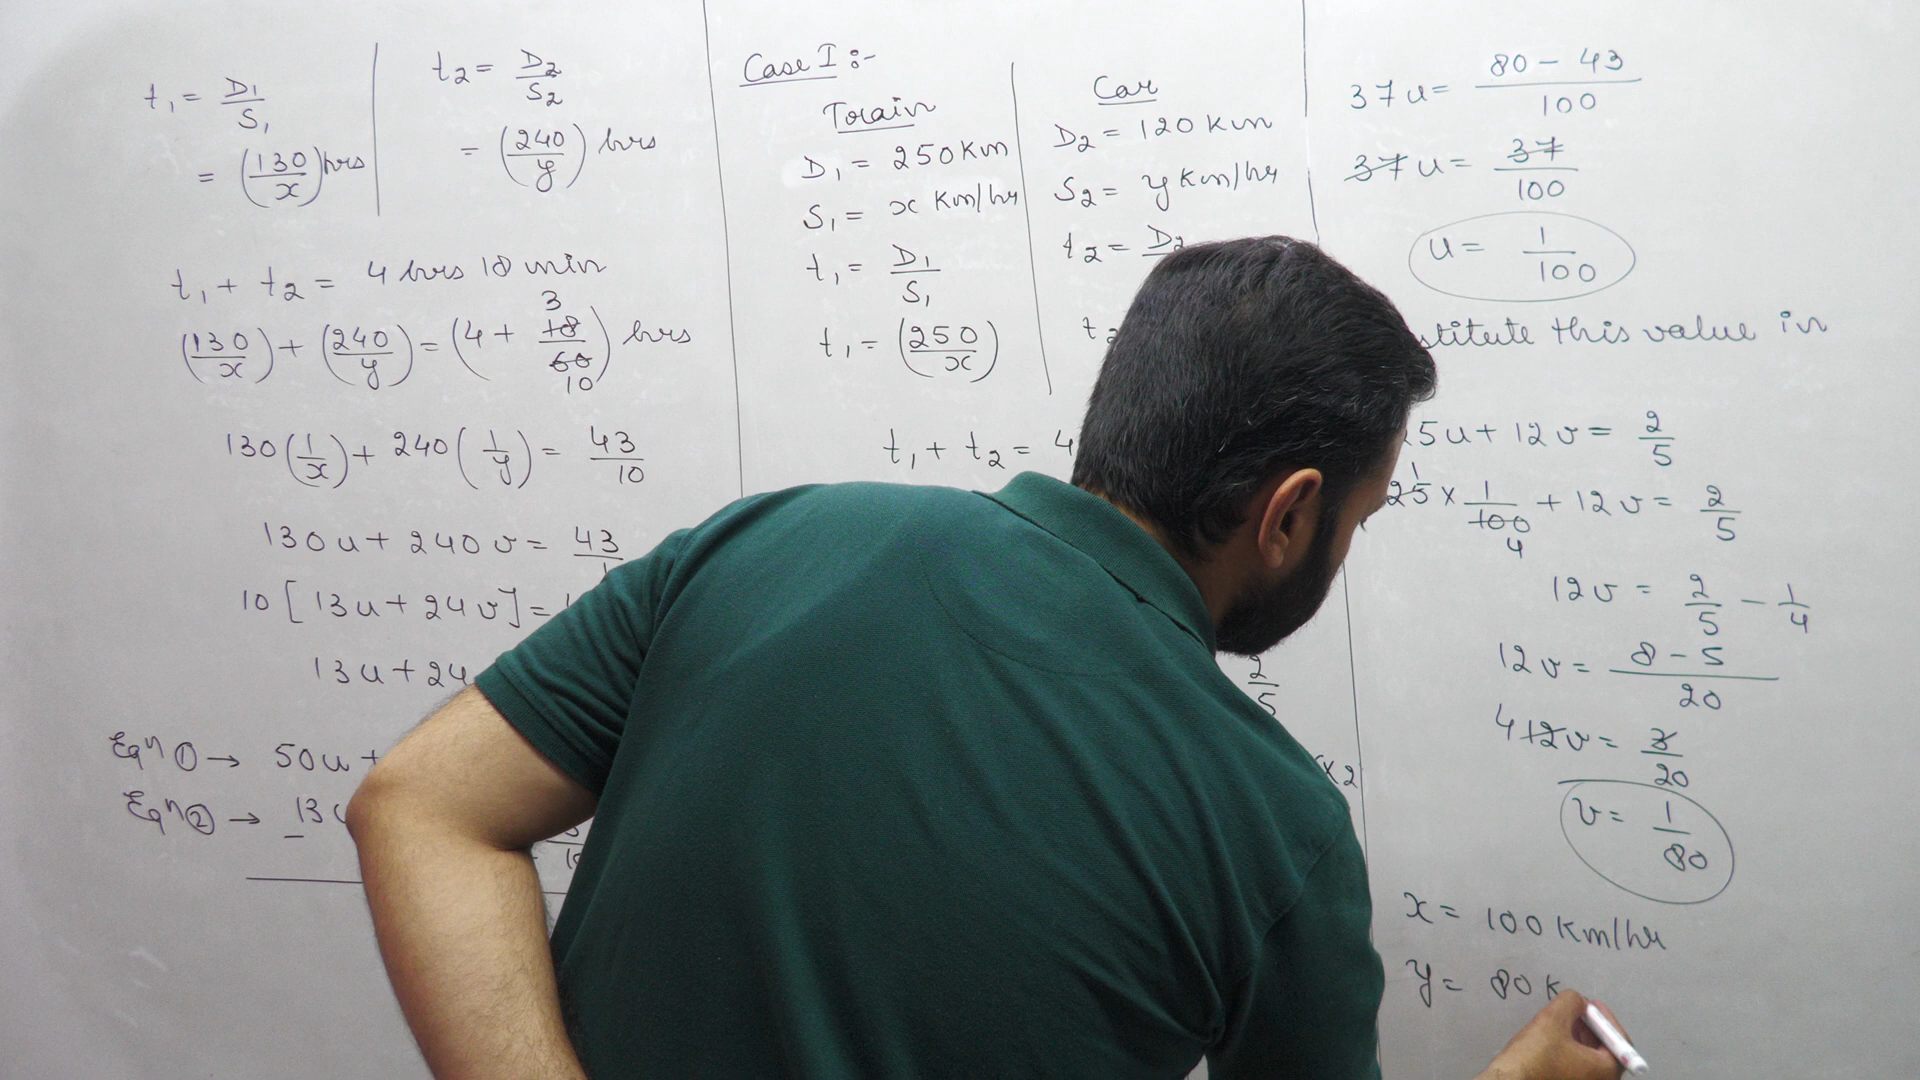 t₁ = D₁/S₁
= (130/x) hrs
t₂ = D₂/S₂
= (240/y) hrs
t₁ + t₂ = 4 hrs 18 min
(130/x) + (240/y) = (4 + 18/60) hrs
3
10
130(1/x) + 240(1/y) = 43/10
130u + 240v = 43
10[13u + 24v] =
13u + 24
Eqⁿ① → 50u +
Eqⁿ② → 13
Case I :-
Train
D₁ = 250 Km
S₁ = x Km/hr
t₁ = D₁/S₁
t₁ = (250/x)
Car
D₂ = 120 Km
S₂ = y Km/hr
t₂ = D₂
t₁ + t₂ = 4
2/5
×2
37u = (80 - 43)/100
37u = 37/100
u = 1/100
stitute this value in
5u + 12v = 2/5
25 × 1/100 + 12v = 2/5
1
4
12v = 2/5 - 1/4
12v = (8 - 5)/20
4 12v = 3/20
v = 1/80
x = 100 Km/hr
y = 80 K